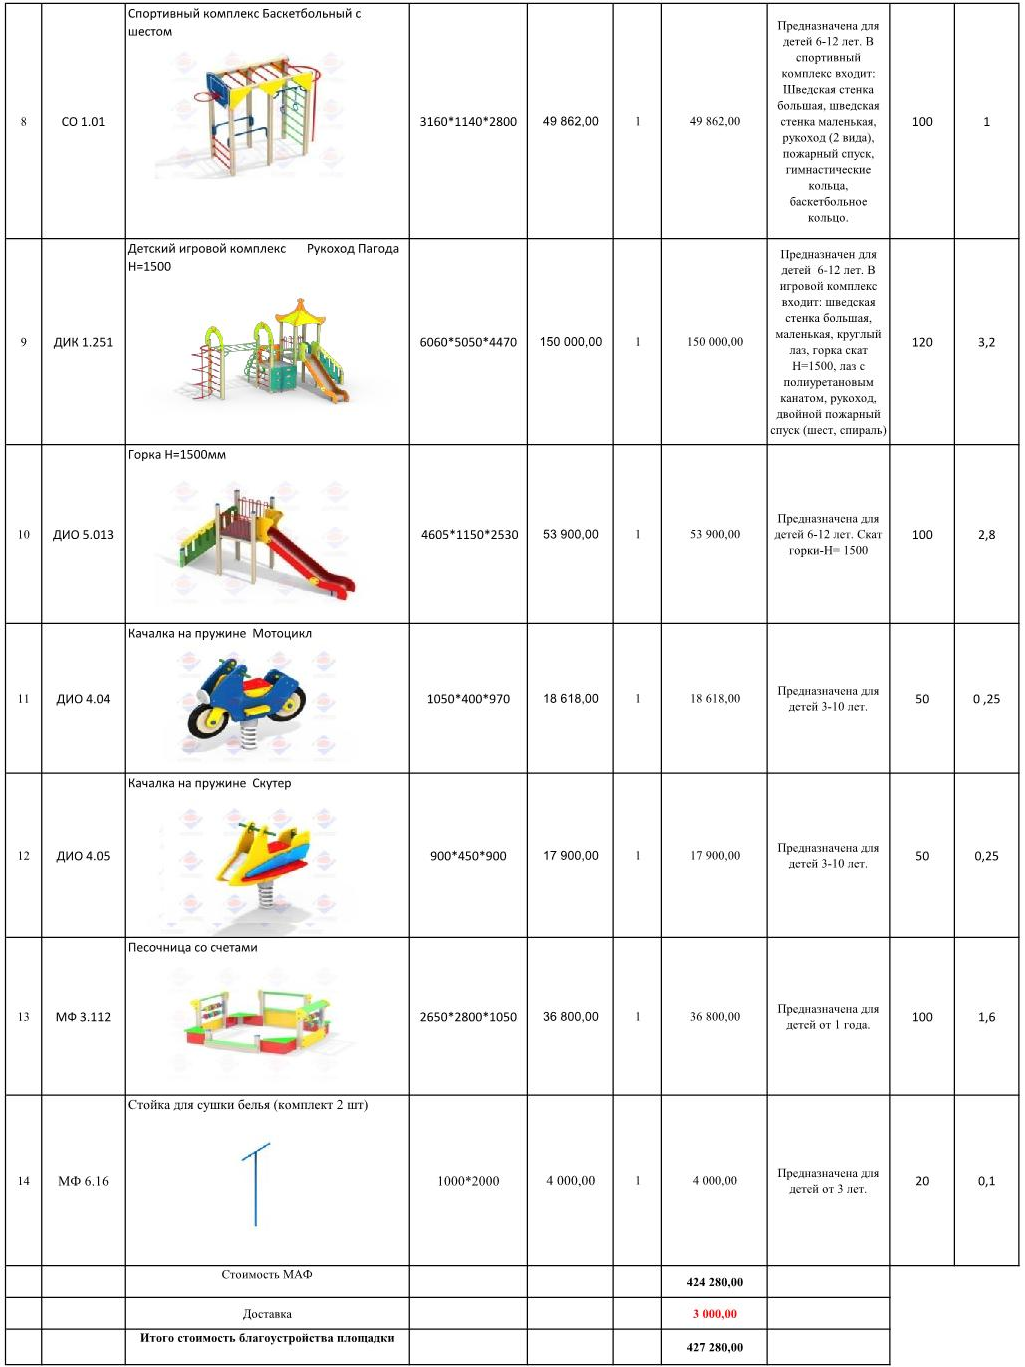 8
СО 1.01
Спортивный комплекс Баскетбольный с
шестом
3160*1140*2800
49 862,00
1
49 862,00
Предназначена для
детей 6-12 лет. В
спортивный
комплекс входит:
Шведская стенка
большая, шведская
стенка маленькая,
рукоход (2 вида),
пожарный спуск,
гимнастические
кольца,
баскетбольное
кольцо.
100
1
9
ДИК 1.251
Детский игровой комплекс Рукоход Пагода
Н=1500
6060*5050*4470
150 000,00
1
150 000,00
Предназначен для
детей 6-12 лет. В
игровой комплекс
входит: шведская
стенка большая,
маленькая, круглый
лаз, горка скат
Н=1500, лаз с
полиуретановым
канатом, рукоход,
двойной пожарный
спуск (шест, спираль)
120
3,2
10
ДИО 5.013
Горка Н=1500мм
4605*1150*2530
53 900,00
1
53 900,00
Предназначена для
детей 6-12 лет. Скат
горки-Н= 1500
100
2,8
11
ДИО 4.04
Качалка на пружине Мотоцикл
1050*400*970
18 618,00
1
18 618,00
Предназначена для
детей 3-10 лет.
50
0 ,25
12
ДИО 4.05
Качалка на пружине Скутер
900*450*900
17 900,00
1
17 900,00
Предназначена для
детей 3-10 лет.
50
0,25
13
МФ 3.112
Песочница со счетами
2650*2800*1050
36 800,00
1
36 800,00
Предназначена для
детей от 1 года.
100
1,6
14
МФ 6.16
Стойка для сушки белья (комплект 2 шт)
1000*2000
4 000,00
1
4 000,00
Предназначена для
детей от 3 лет.
20
0,1
Стоимость МАФ
424 280,00
Доставка
3 000,00
Итого стоимость благоустройства площадки
427 280,00